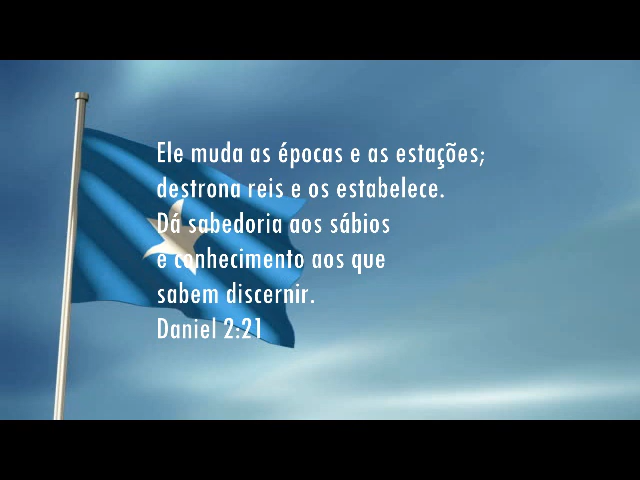 Ele muda as épocas e as estações;
destrona reis e os estabelece.
Dá sabedoria aos sábios
e conhecimento aos que
sabem discernir.
Daniel 2:21